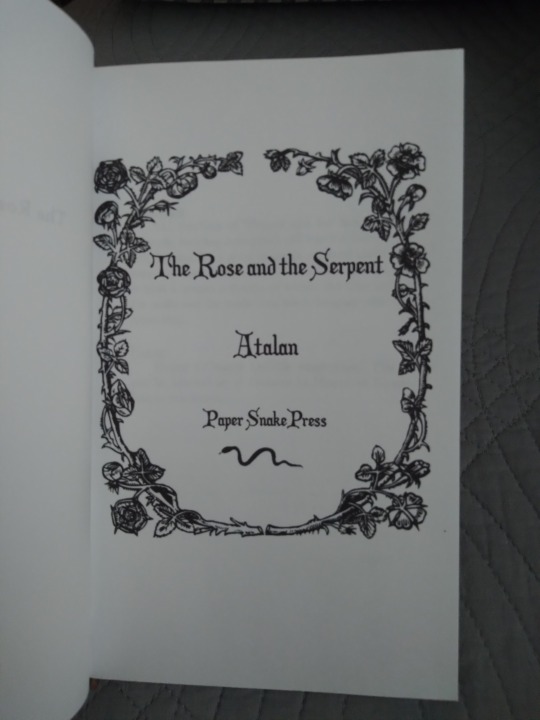 The Rose and the Serpent
Atalan
Paper Snake Press